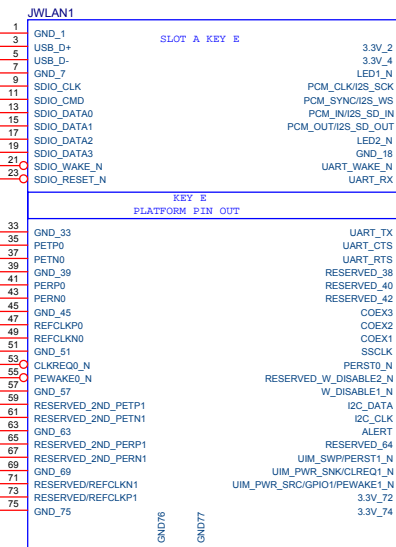 JWLAN1
SLOT A KEY E
1 GND_1
3 USB_D+ 3.3V_2
5 USB_D- 3.3V_4
7 GND_7 LED1_N
9 SDIO_CLK PCM_CLK/I2S_SCK
11 SDIO_CMD PCM_SYNC/I2S_WS
13 SDIO_DATA0 PCM_IN/I2S_SD_IN
15 SDIO_DATA1 PCM_OUT/I2S_SD_OUT
17 SDIO_DATA2 LED2_N
19 SDIO_DATA3 GND_18
21 SDIO_WAKE_N UART_WAKE_N
23 SDIO_RESET_N UART_RX
KEY E
PLATFORM PIN OUT
33 GND_33 UART_TX
35 PETP0 UART_CTS
37 PETN0 UART_RTS
39 GND_39 RESERVED_38
41 PERP0 RESERVED_40
43 PERN0 RESERVED_42
45 GND_45 COEX3
47 REFCLKP0 COEX2
49 REFCLKN0 COEX1
51 GND_51 SSCLK
53 CLKREQ0_N PERST0_N
55 PEWAKE0_N RESERVED_W_DISABLE2_N
57 GND_57 W_DISABLE1_N
59 RESERVED_2ND_PETP1 I2C_DATA
61 RESERVED_2ND_PETN1 I2C_CLK
63 GND_63 ALERT
65 RESERVED_2ND_PERP1 RESERVED_64
67 RESERVED_2ND_PERN1 UIM_SWP/PERST1_N
69 GND_69 UIM_PWR_SNK/CLREQ1_N
71 RESERVED/REFCLKN1 UIM_PWR_SRC/GPIO1/PEWAKE1_N
73 RESERVED/REFCLKP1 3.3V_72
75 GND_75 3.3V_74
GND76
GND77